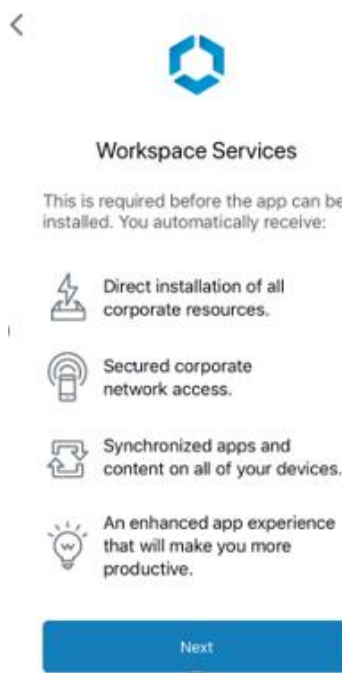 Workspace Services
This is required before the app can be
installed. You automatically receive:
Direct installation of all
corporate resources.
Secured corporate
network access.
Synchronized apps and
content on all of your devices.
An enhanced app experience
that will make you more
productive.
Next